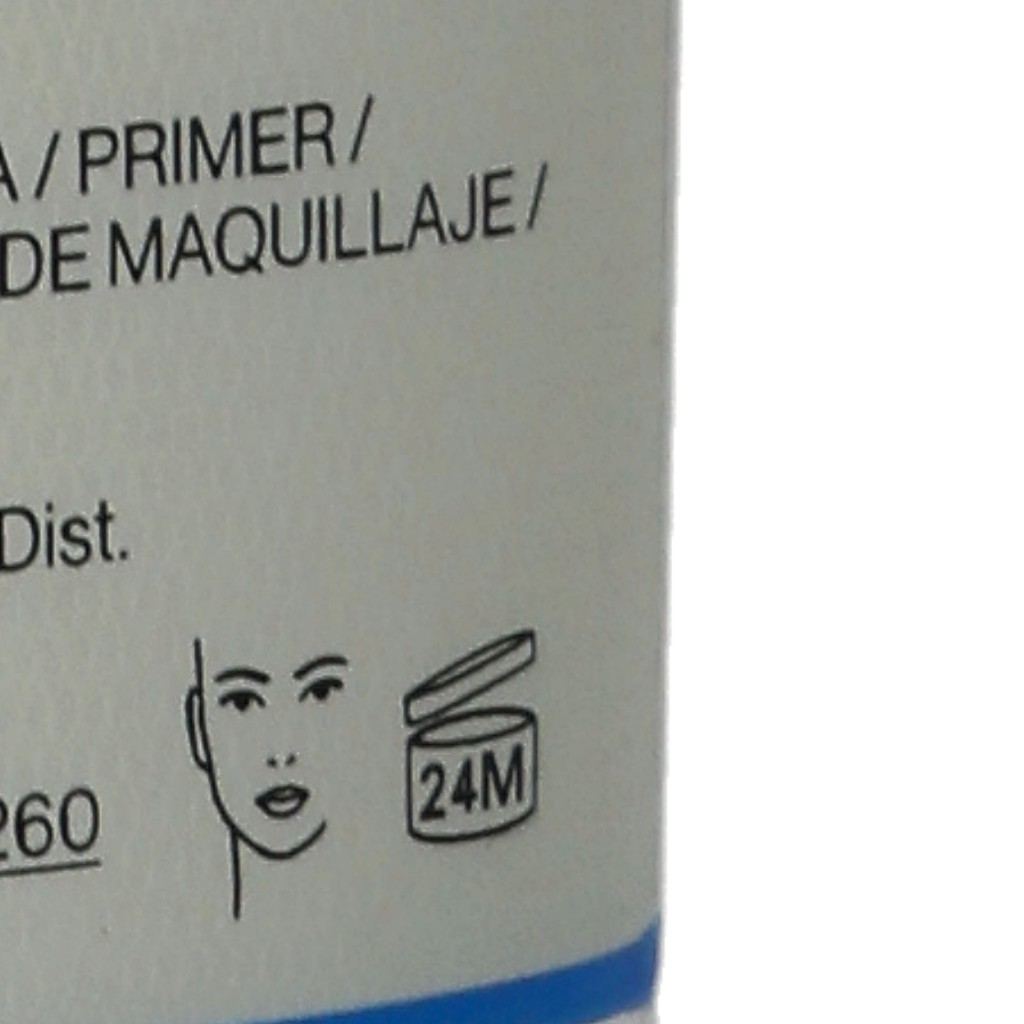 / PRIMER /
DE MAQUILLAJE /
Dist.
260
24M